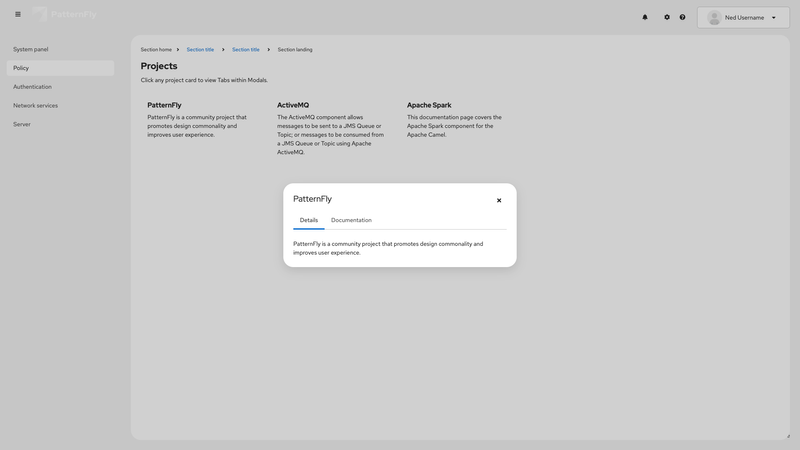 PatternFly
Ned Username
System panel
Policy
Authentication
Network services
Server
Section home
Section title
Section title
Section landing
Projects
Click any project card to view Tabs within Modals.
PatternFly
PatternFly is a community project that
promotes design commonality and
improves user experience.
ActiveMQ
The ActiveMQ component allows
messages to be sent to a JMS Queue or
Topic; or messages to be consumed from
a JMS Queue or Topic using Apache
ActiveMQ.
Apache Spark
This documentation page covers the
Apache Spark component for the
Apache Camel.
PatternFly
Details
Documentation
PatternFly is a community project that promotes design commonality and
improves user experience.